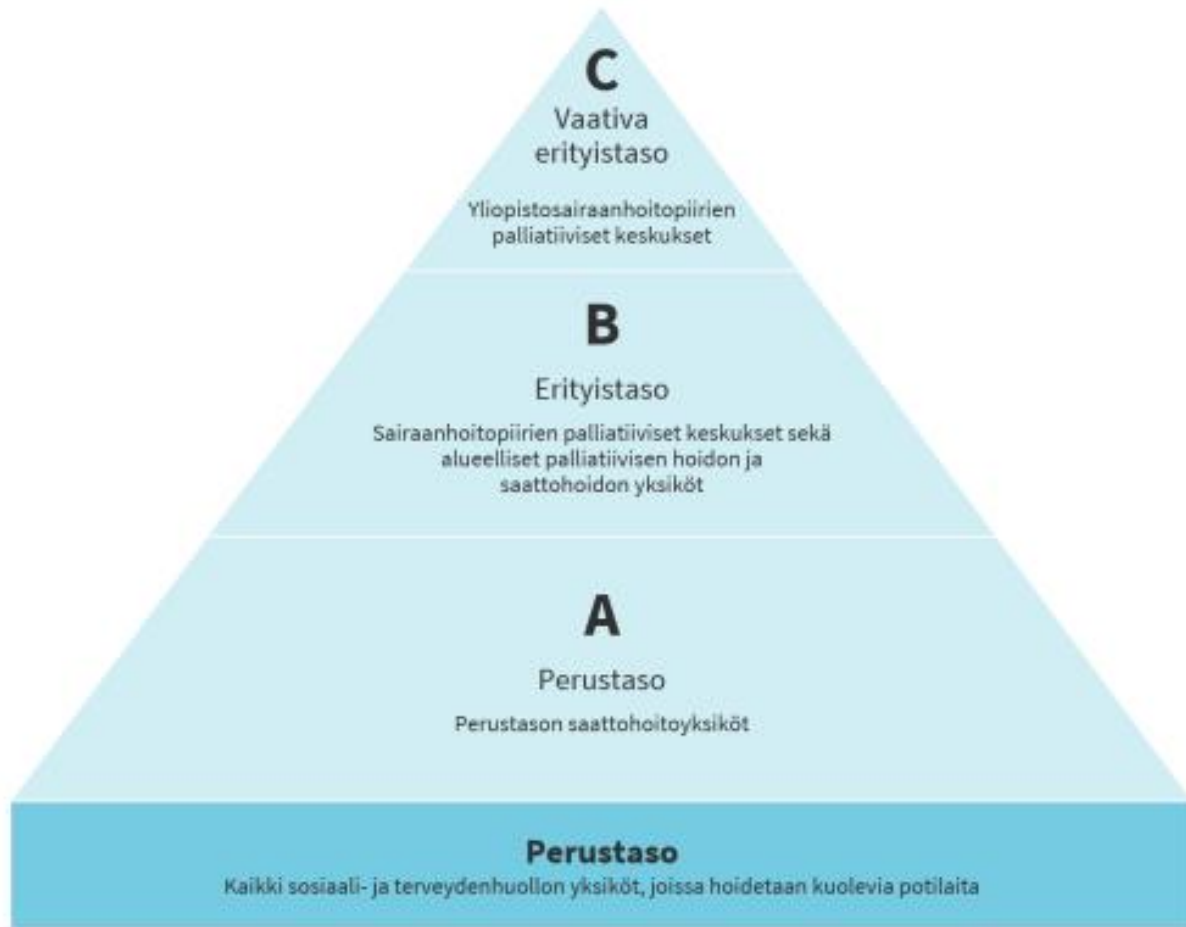 C
Vaativa
erityistaso
Yliopistosairaanhoitopiirien
palliatiiviset keskukset
B
Erityistaso
Sairaanhoitopiirien palliatiiviset keskukset sekä
alueelliset palliatiivisen hoidon ja
saattohoidon yksiköt
A
Perustaso
Perustason saattohoitoyksiköt
Perustaso
Kaikki sosiaali- ja terveydenhuollon yksiköt, joissa hoidetaan kuolevia potilaita